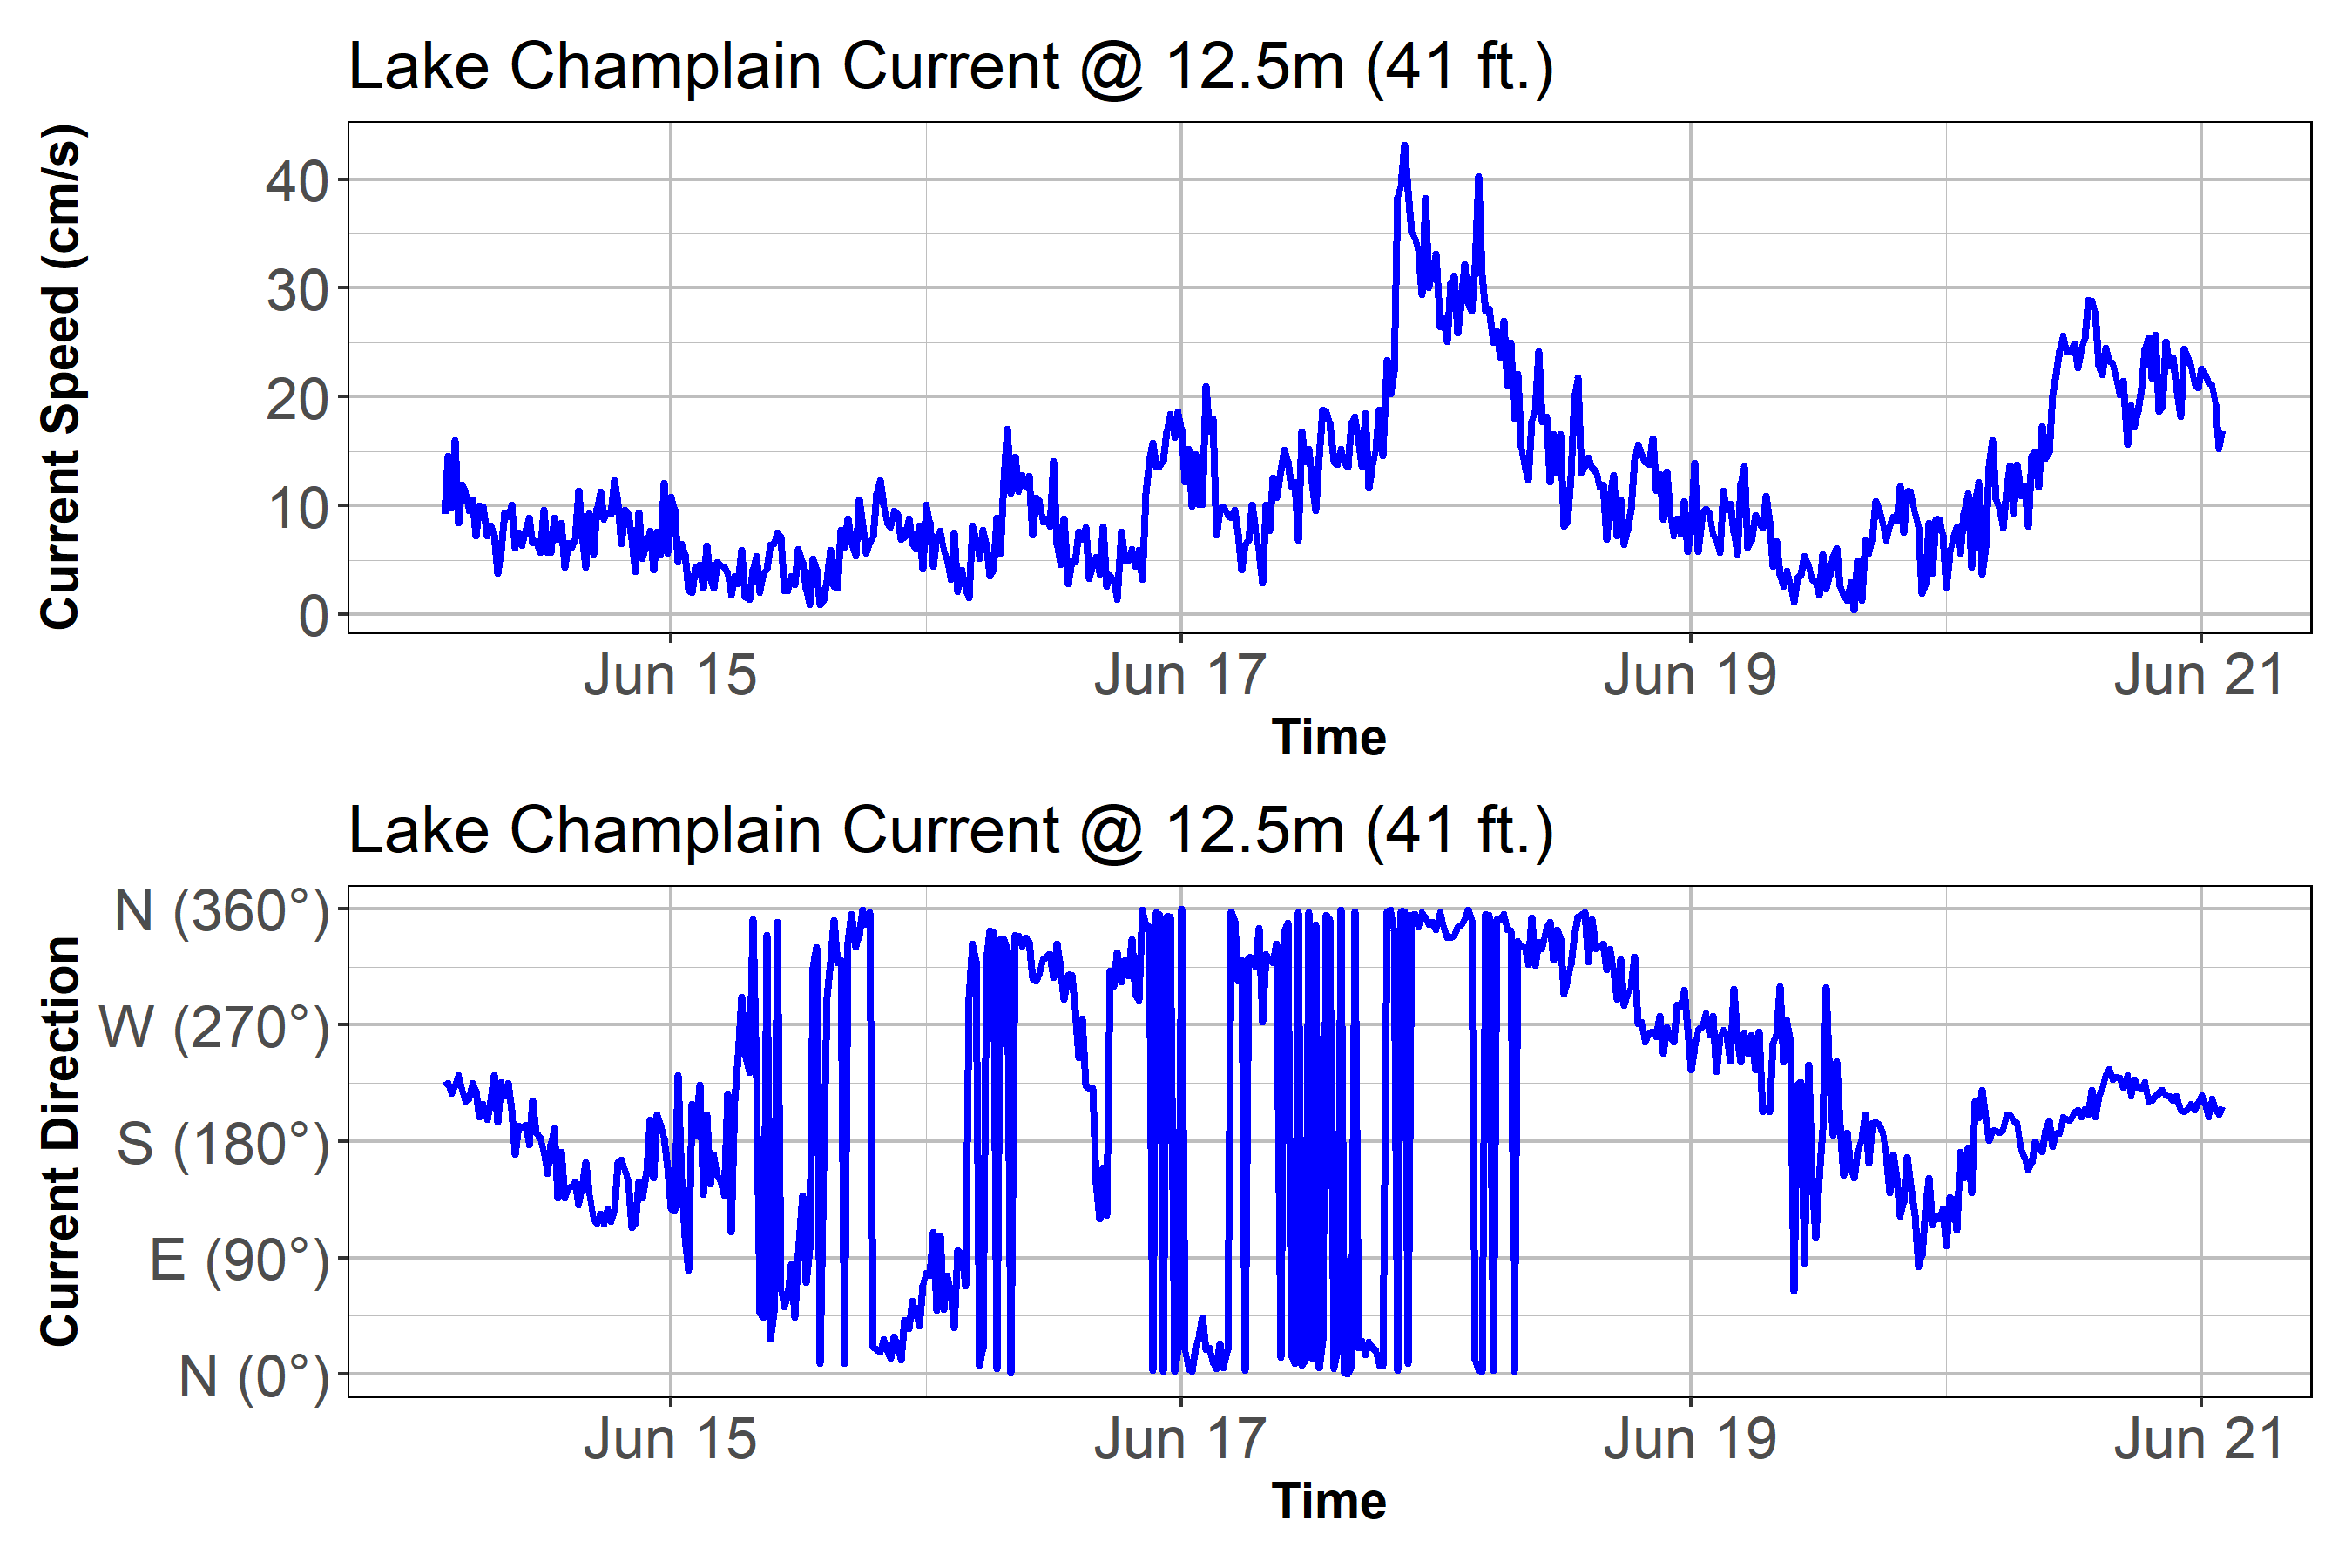 Lake Champlain Current @ 12.5m (41 ft.)
Current Speed (cm/s)
40
30
20
10
0
Jun 15 Jun 17 Jun 19 Jun 21
Time
Lake Champlain Current @ 12.5m (41 ft.)
Current Direction
N (360°)
W (270°)
S (180°)
E (90°)
N (0°)
Jun 15 Jun 17 Jun 19 Jun 21
Time